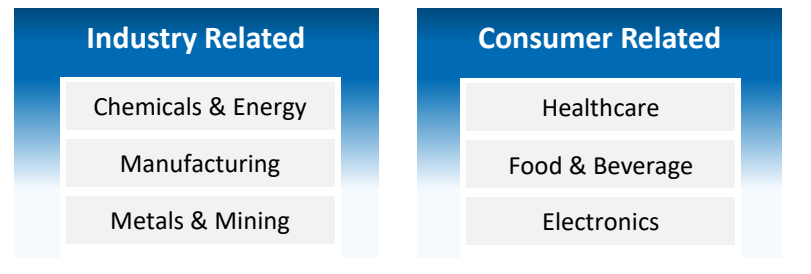 Industry Related
Chemicals & Energy
Manufacturing
Metals & Mining
Consumer Related
Healthcare
Food & Beverage
Electronics